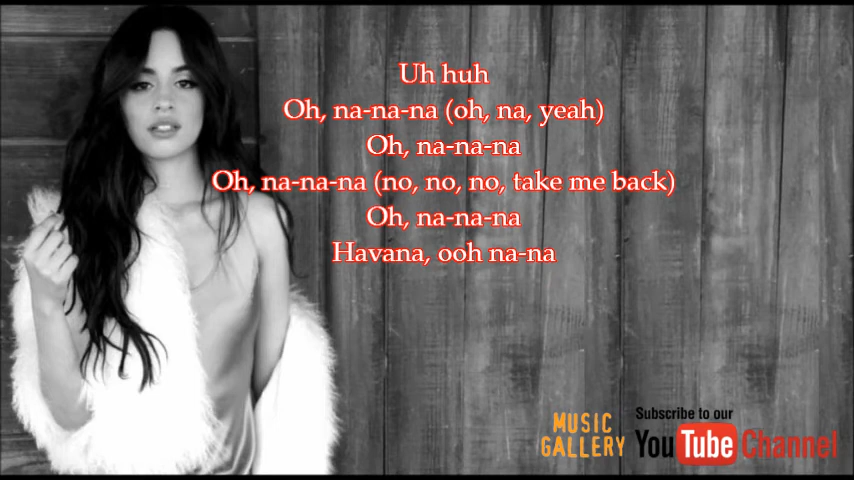 Uh huh
Oh, na-na-na (oh, na, yeah)
Oh, na-na-na
Oh, na-na-na (no, no, no, take me back)
Oh, na-na-na
Havana, ooh na-na
MUSIC
GALLERY
Subscribe to our
YouTube Channel